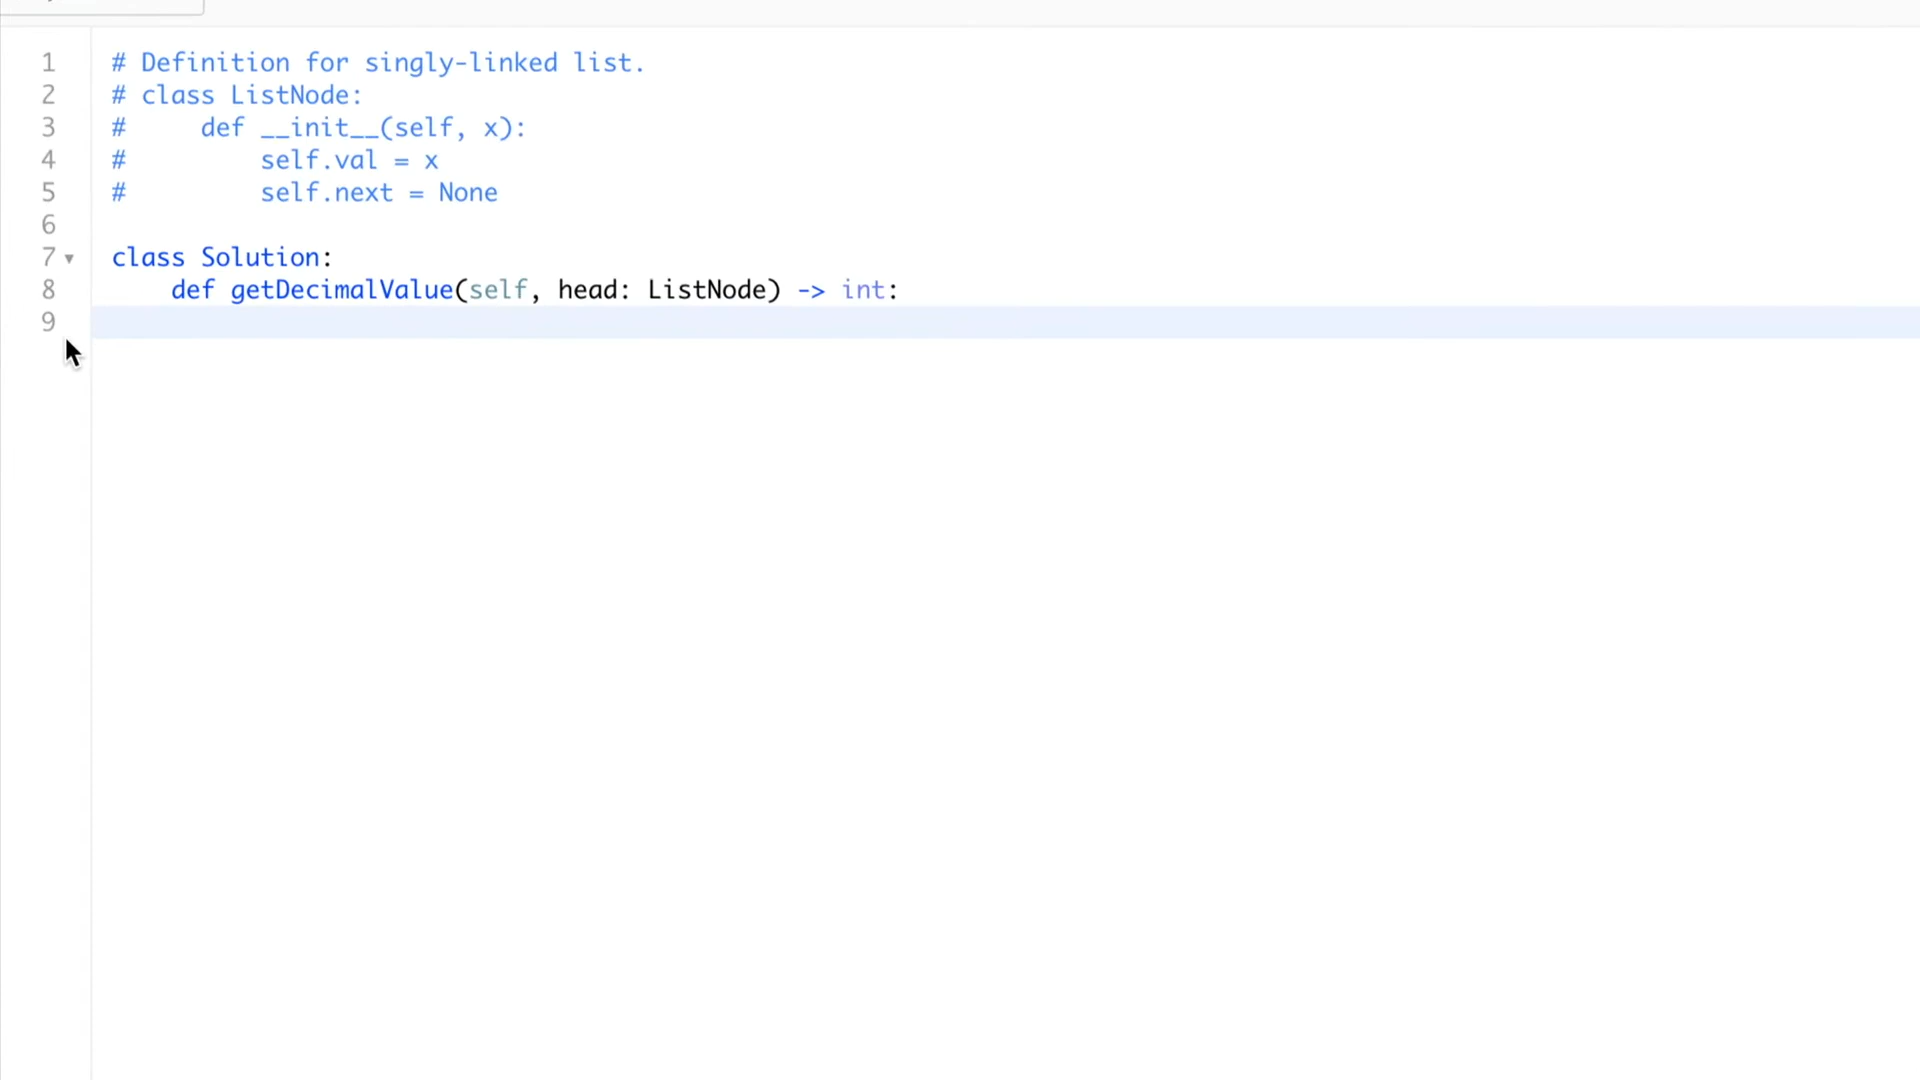 1 # Definition for singly-linked list.
2 # class ListNode:
3 #     def __init__(self, x):
4 #         self.val = x
5 #         self.next = None
6
7 class Solution:
8     def getDecimalValue(self, head: ListNode) -> int:
9